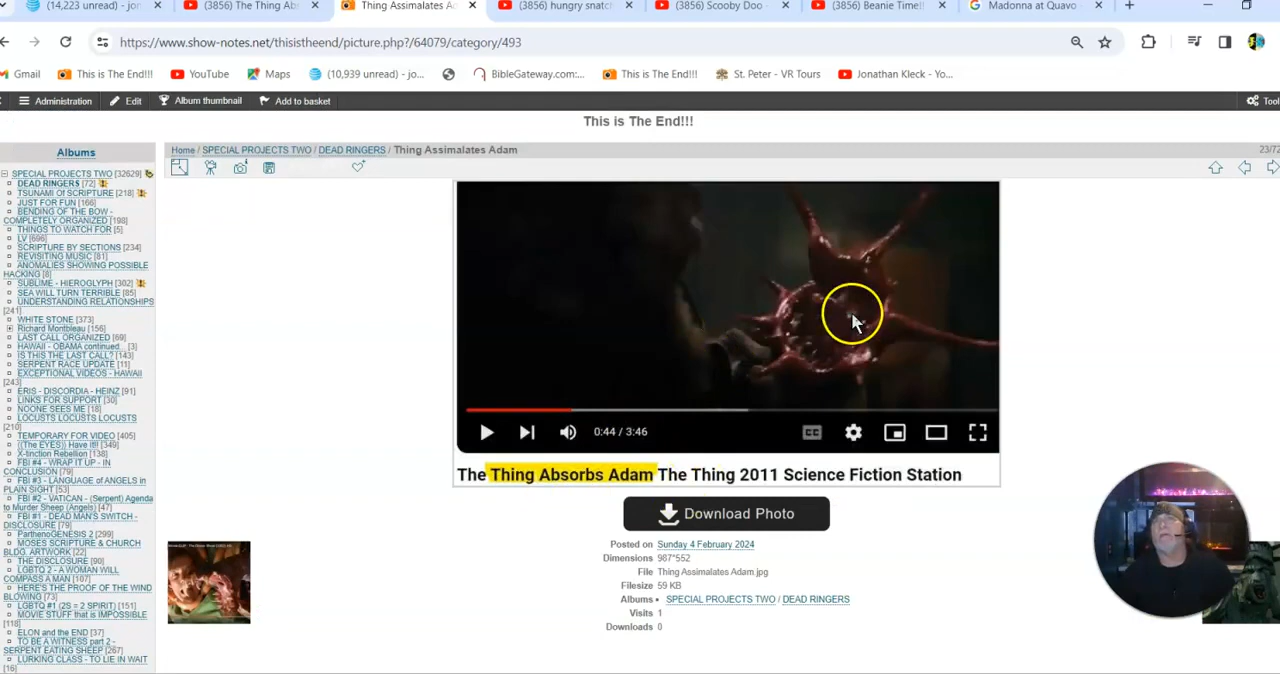 (14,223 unread) - jon
(3856) The Thing Ab
Thing Assimalates Ad
(3856) hungry snatch
(3856) Scooby Doo -
(3856) Beanie Time!!
Madonna at Quavo
https://www.show-notes.net/thisistheend/picture.php?/64079/category/493
Gmail
This is The End!!!
YouTube
Maps
(10,939 unread) - jo...
BibleGateway.com:...
This is The End!!!
St. Peter - VR Tours
Jonathan Kleck - Yo...
Administration
Edit
Album thumbnail
Add to basket
Tool
This is The End!!!
Albums
Home / SPECIAL PROJECTS TWO / DEAD RINGERS / Thing Assimalates Adam
23/72
SPECIAL PROJECTS TWO [32629]
DEAD RINGERS [72]
TSUNAMI Of SCRIPTURE [218]
JUST FOR FUN [166]
BENDING OF THE BOW -
COMPLETELY ORGANIZED [198]
THINGS TO WATCH FOR [5]
LV [696]
SCRIPTURE BY SECTIONS [234]
REVISITING MUSIC [81]
ANOMALIES SHOWING POSSIBLE
HACKING [8]
SUBLIME - HIEROGLYPH [302]
SEA WILL TURN TERRIBLE [85]
UNDERSTANDING RELATIONSHIPS
[241]
WHITE STONE [373]
Richard Montbleau [156]
LAST CALL ORGANIZED [69]
HAWAII - OBAMA continued... [3]
IS THIS THE LAST CALL? [143]
SERPENT RACE UPDATE [11]
EXCEPTIONAL VIDEOS - HAWAII
[243]
ERIS - DISCORDIA - HEINZ [91]
LINKS FOR SUPPORT [30]
NOONE SEES ME [18]
LOCUSTS LOCUSTS LOCUSTS
[210]
TEMPORARY FOR VIDEO [405]
((The EYES)) Have it!! [349]
X-tinction Rebellion [138]
FBI #4 - WRAP IT UP - IN
CONCLUSION [79]
FBI #3 - LANGUAGE of ANGELS in
PLAIN SIGHT [53]
FBI #2 - VATICAN - (Serpent) Agenda
to Murder Sheep (Angels) [47]
FBI #1 - DEAD MAN'S SWITCH -
DISCLOSURE [79]
ParthenoGENESIS 2 [299]
MOSES SCRIPTURE & CHURCH
BLDG. ARTWORK [22]
THE DISCLOSURE [90]
LGBTQ 2 - A WOMAN WILL
COMPASS A MAN [107]
HERE'S THE PROOF OF THE WIND
BLOWING [73]
LGBTQ #1 (2S = 2 SPIRIT) [151]
MOVIE STUFF that is IMPOSSIBLE
[118]
ELON and the END [37]
TO BE A WITNESS part 2 -
SERPENT EATING SHEEP [267]
LURKING CLASS - TO LIE IN WAIT
[16]
0:44 / 3:46
CC
The Thing Absorbs Adam The Thing 2011 Science Fiction Station
Download Photo
Posted on Sunday 4 February 2024
Dimensions 987*552
File Thing Assimalates Adam.jpg
Filesize 59 KB
Albums SPECIAL PROJECTS TWO / DEAD RINGERS
Visits 1
Downloads 0